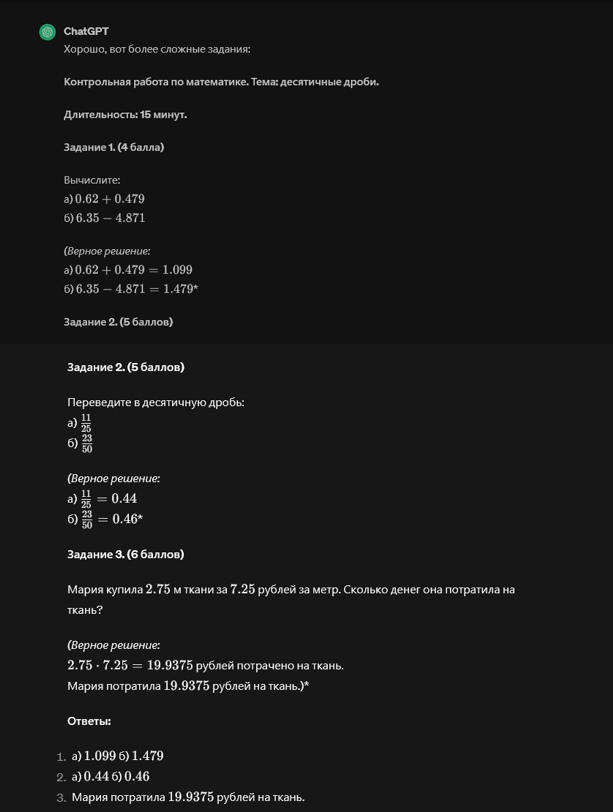 ChatGPT
Хорошо, вот более сложные задания:
Контрольная работа по математике. Тема: десятичные дроби.
Длительность: 15 минут.
Задание 1. (4 балла)
Вычислите:
а) 0.62 + 0.479
б) 6.35 − 4.871
(Верное решение:
а) 0.62 + 0.479 = 1.099
б) 6.35 − 4.871 = 1.479*
Задание 2. (5 баллов)
Задание 2. (5 баллов)
Переведите в десятичную дробь:
а) 11/25
б) 23/50
(Верное решение:
а) 11/25 = 0.44
б) 23/50 = 0.46*
Задание 3. (6 баллов)
Мария купила 2.75 м ткани за 7.25 рублей за метр. Сколько денег она потратила на
ткань?
(Верное решение:
2.75 · 7.25 = 19.9375 рублей потрачено на ткань.
Мария потратила 19.9375 рублей на ткань.)*
Ответы:
1. а) 1.099 б) 1.479
2. а) 0.44 б) 0.46
3. Мария потратила 19.9375 рублей на ткань.